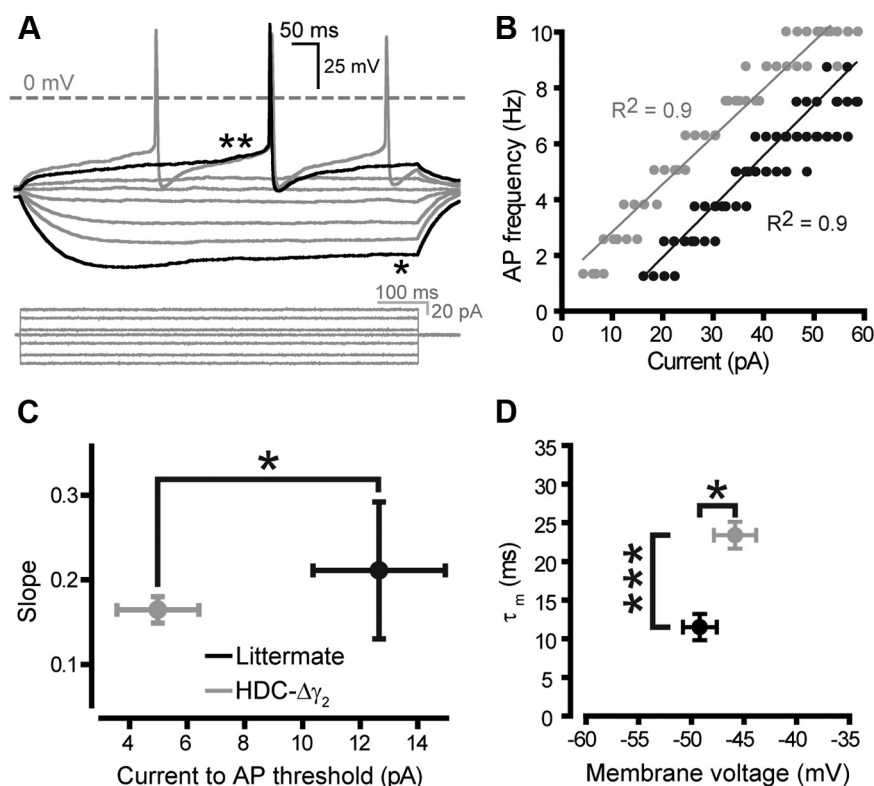 A
50 ms
25 mV
0 mV
**
*
100 ms
20 pA
B
10
8
6
4
2
0
AP frequency (Hz)
R² = 0.9
R² = 0.9
0 10 20 30 40 50 60
Current (pA)
C
*
0.3
0.2
0.1
Slope
Littermate
HDC-Δγ₂
4 6 8 10 12 14
Current to AP threshold (pA)
D
35
30
25
20
15
10
5
0
τ m (ms)
*
***
-60 -55 -50 -45 -40 -35
Membrane voltage (mV)